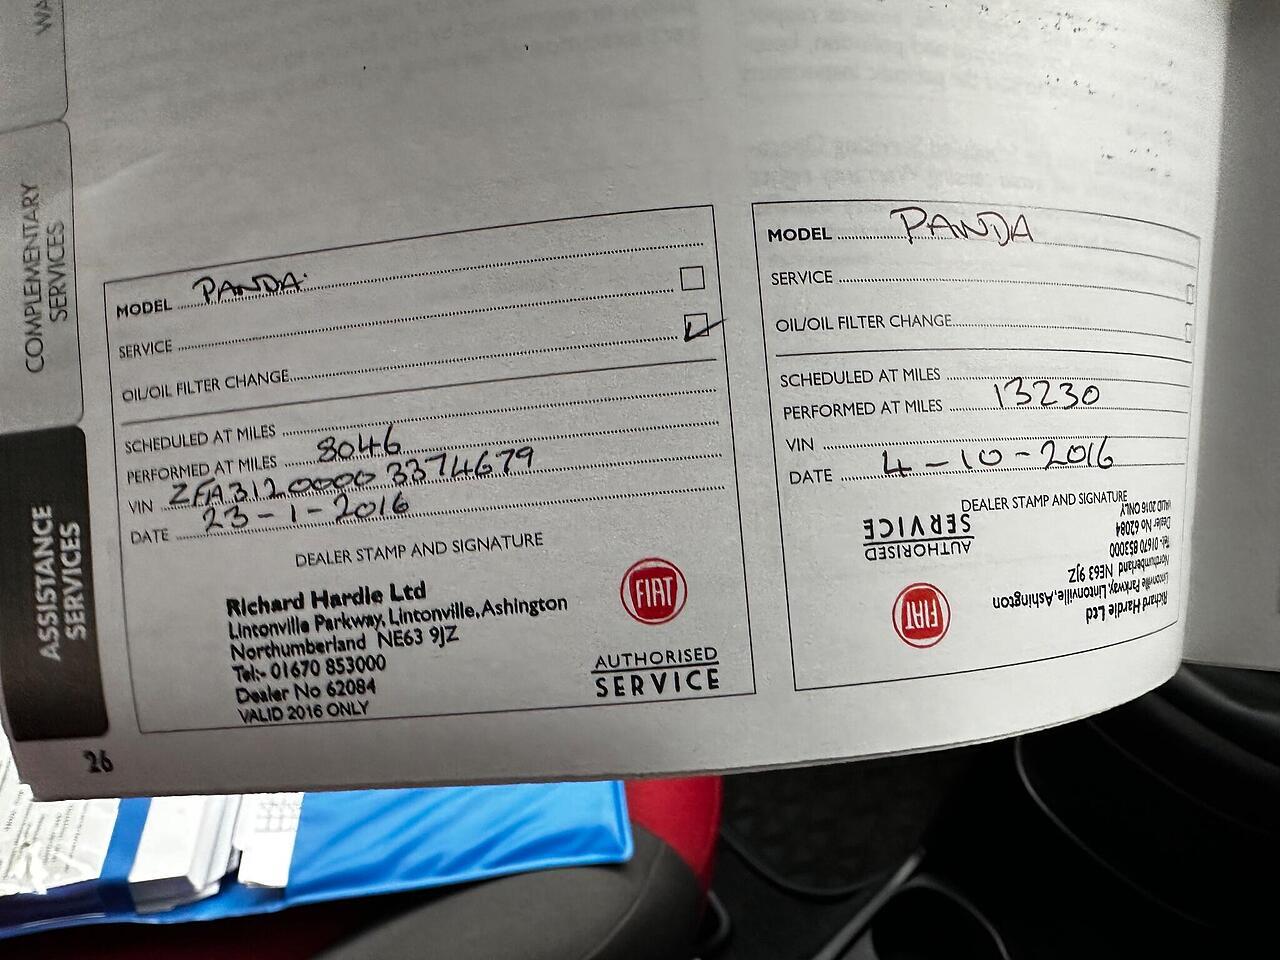 WA
COMPLEMENTARY
SERVICES
ASSISTANCE
SERVICES
MODEL PANDA
SERVICE
OIL/OIL FILTER CHANGE
SCHEDULED AT MILES
PERFORMED AT MILES 8046
VIN ZFA3120000 3374679
DATE 23-1-2016
DEALER STAMP AND SIGNATURE
Richard Hardie Ltd
Lintonville Parkway, Lintonville, Ashington
Northumberland NE63 9JZ
Tel:- 01670 853000
Dealer No 62084
VALID 2016 ONLY
FIAT
AUTHORISED
SERVICE
26
MODEL PANDA
SERVICE
OIL/OIL FILTER CHANGE
SCHEDULED AT MILES
PERFORMED AT MILES 13230
VIN
DATE 4-10-2016
DEALER STAMP AND SIGNATURE
Richard Hardie Ltd
Lintonville Parkway, Lintonville, Ashington
Northumberland NE63 9JZ
Tel:- 01670 853000
Dealer No 62084
VALID 2016 ONLY
FIAT
AUTHORISED
SERVICE